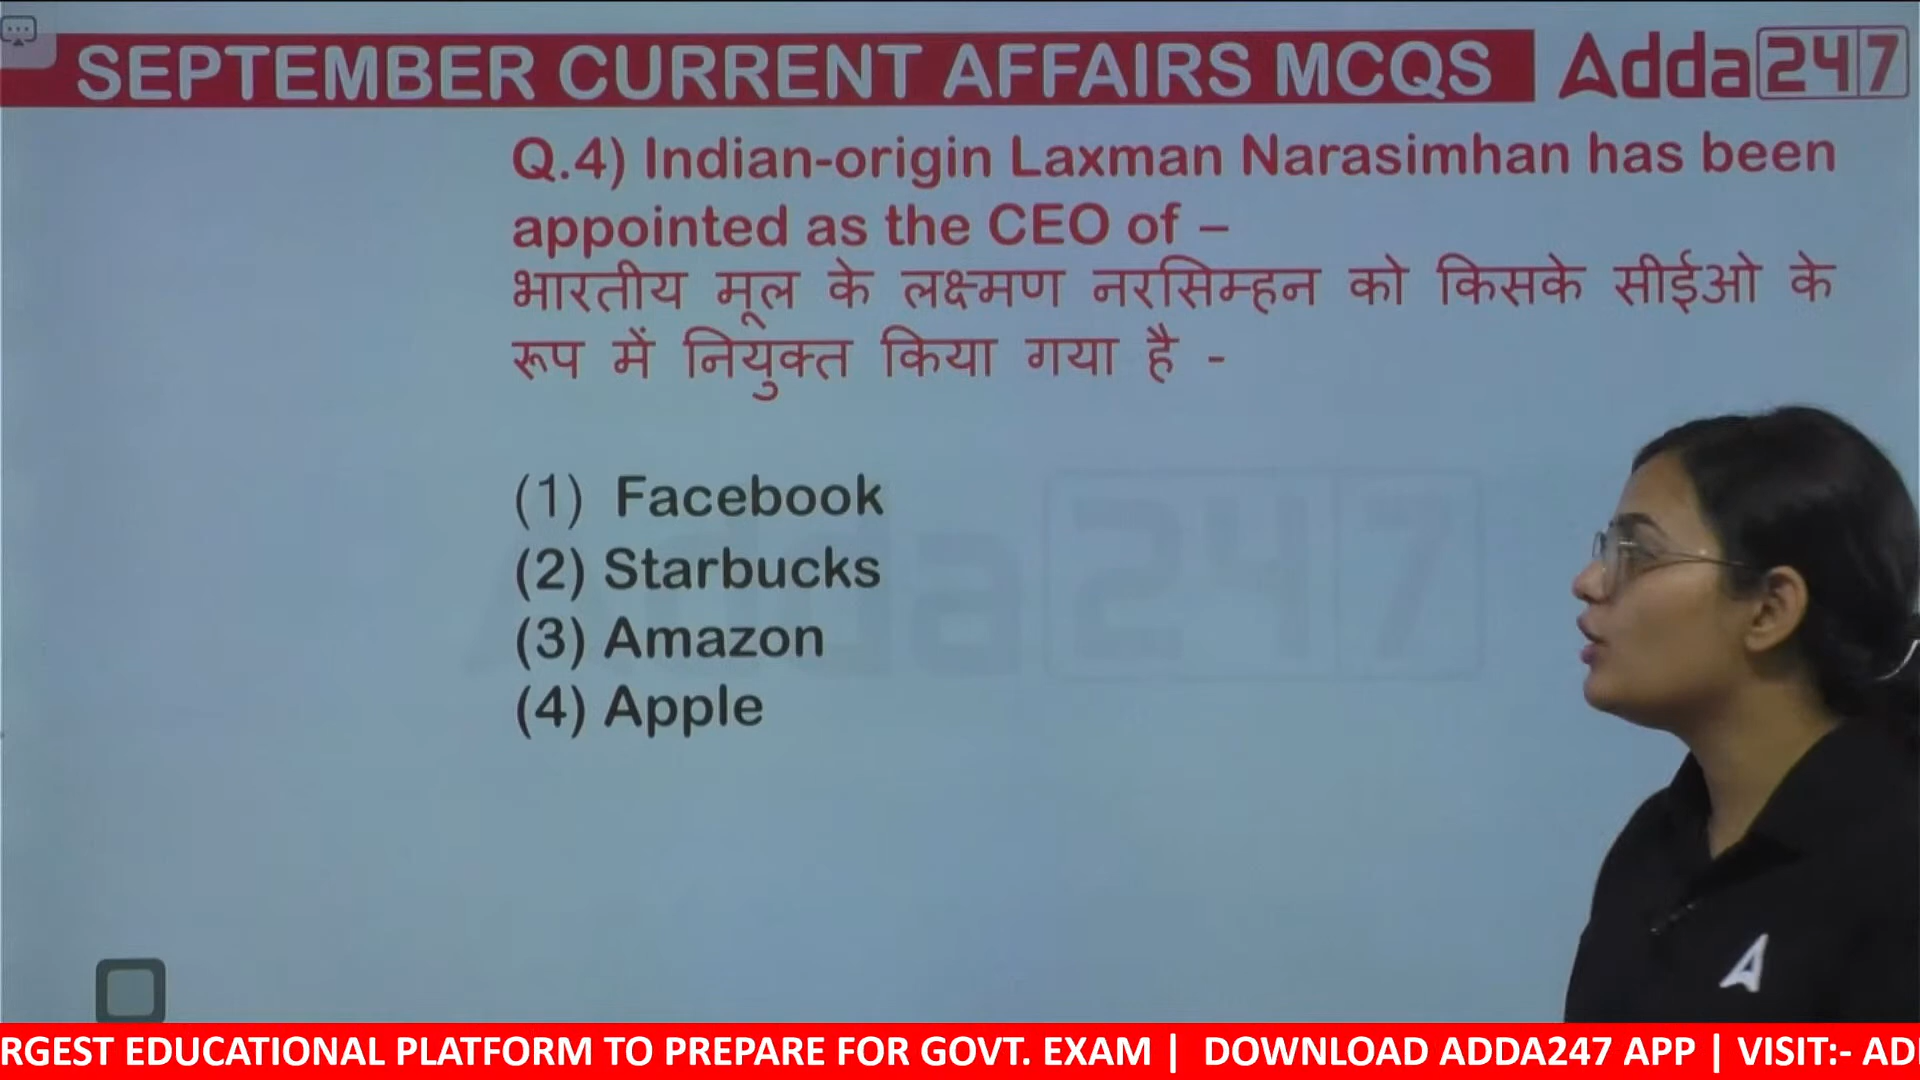 SEPTEMBER CURRENT AFFAIRS MCQS
Adda247
Q.4) Indian-origin Laxman Narasimhan has been
appointed as the CEO of –
भारतीय मूल के लक्ष्मण नरसिम्हन को किसके सीईओ के
रूप में नियुक्त किया गया है -
(1) Facebook
(2) Starbucks
(3) Amazon
(4) Apple
Adda247
RGEST EDUCATIONAL PLATFORM TO PREPARE FOR GOVT. EXAM | DOWNLOAD ADDA247 APP | VISIT:- AD